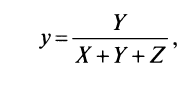 y = Y / (X + Y + Z) ,